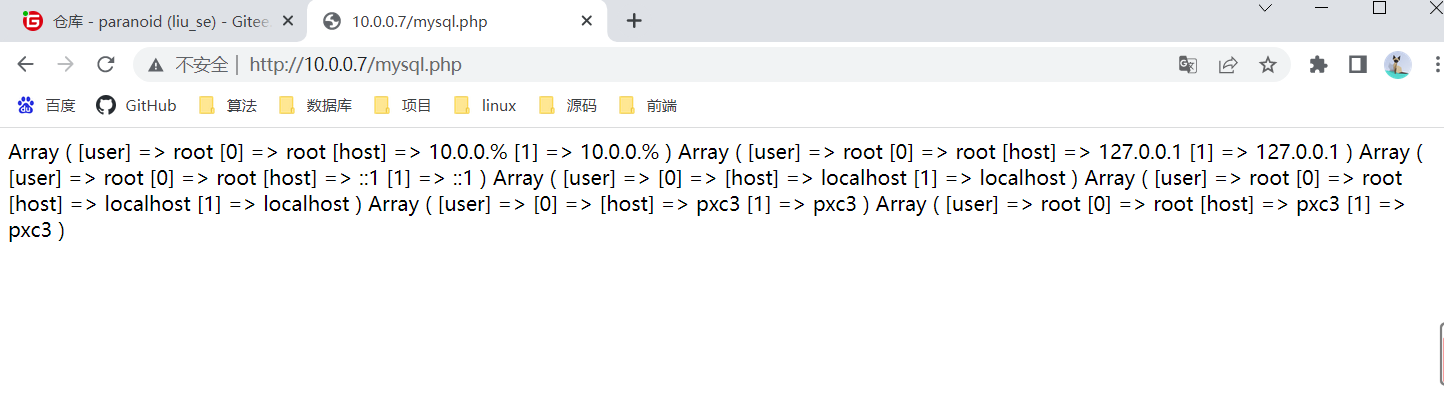 仓库 - paranoid (liu_se) - Gitee
10.0.0.7/mysql.php
不安全 | http://10.0.0.7/mysql.php
百度 GitHub 算法 数据库 项目 linux 源码 前端
Array ( [user] => root [0] => root [host] => 10.0.0.% [1] => 10.0.0.% ) Array ( [user] => root [0] => root [host] => 127.0.0.1 [1] => 127.0.0.1 ) Array (
[user] => root [0] => root [host] => ::1 [1] => ::1 ) Array ( [user] => [0] => [host] => localhost [1] => localhost ) Array ( [user] => root [0] => root
[host] => localhost [1] => localhost ) Array ( [user] => [0] => [host] => pxc3 [1] => pxc3 ) Array ( [user] => root [0] => root [host] => pxc3 [1] =>
pxc3 )